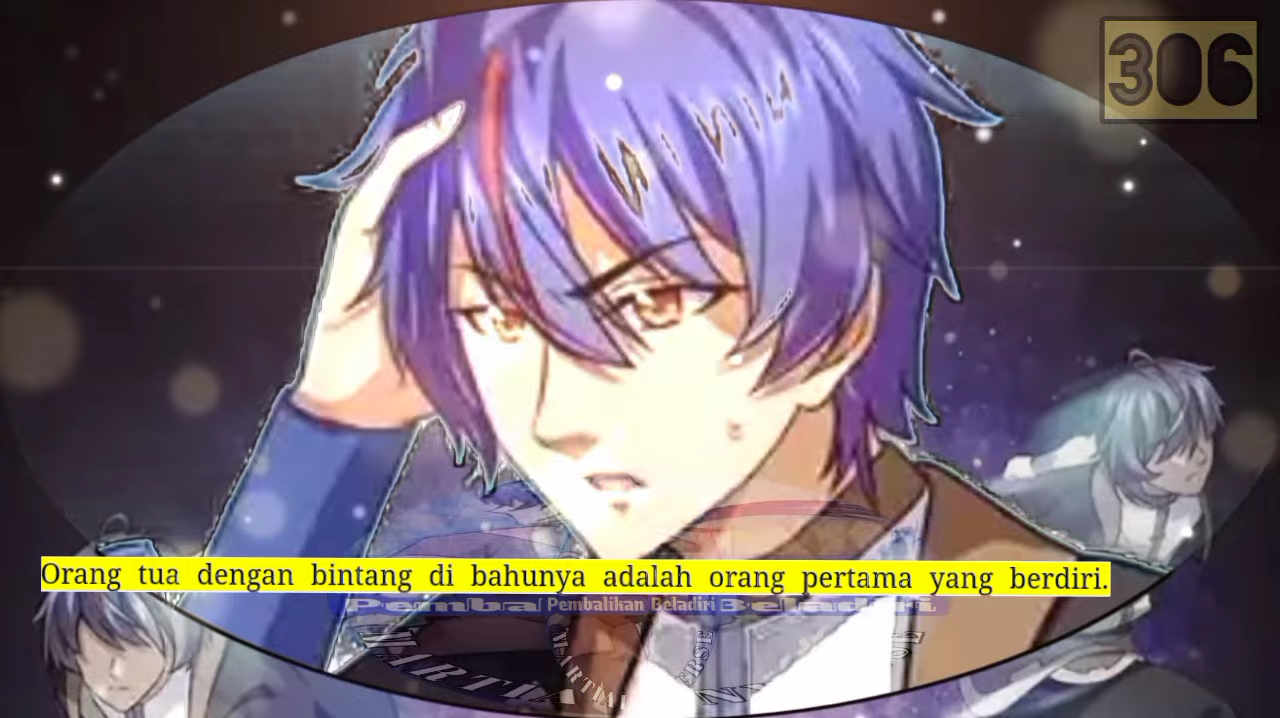 306
Orang tua dengan bintang di bahunya adalah orang pertama yang berdiri.
Pembalikan Beladiri